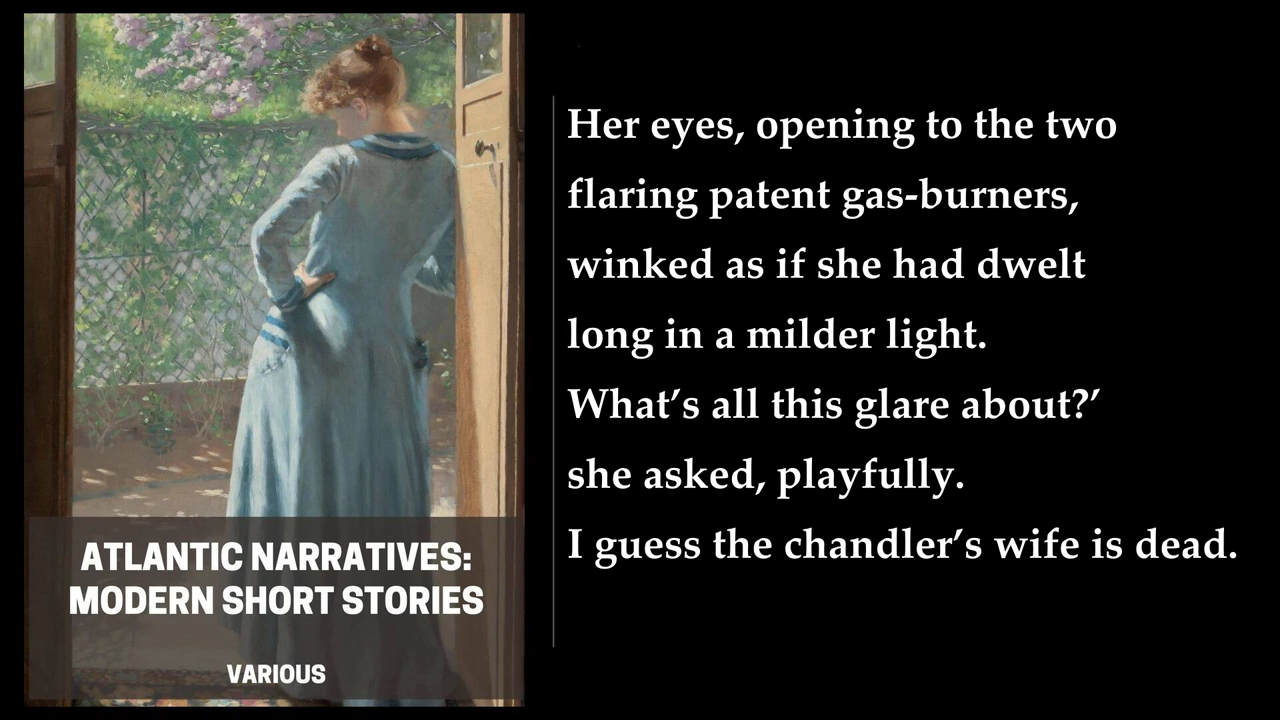 ATLANTIC NARRATIVES:
MODERN SHORT STORIES
VARIOUS
Her eyes, opening to the two
flaring patent gas-burners,
winked as if she had dwelt
long in a milder light.
What’s all this glare about?’
she asked, playfully.
I guess the chandler’s wife is dead.